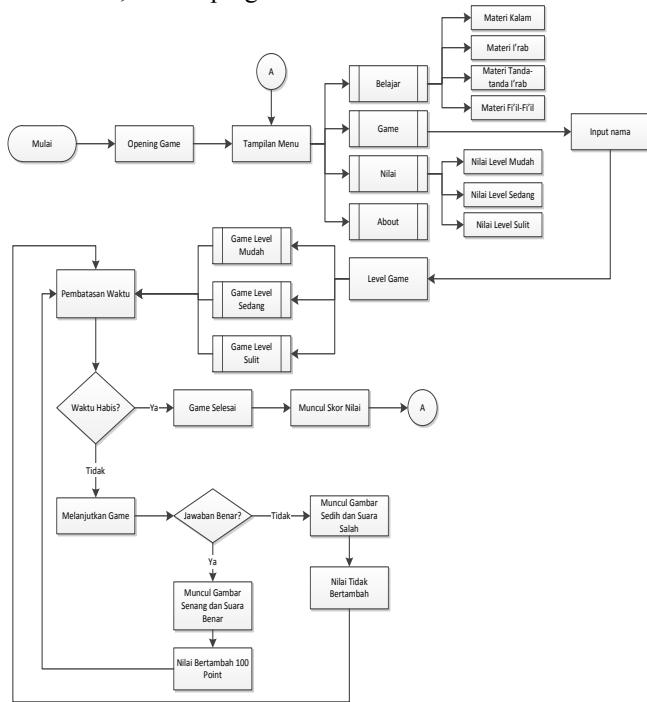 Materi Kalam
Materi I'rab
Materi Tanda-
tanda I'rab
Materi Fi'il-Fi'il
A
Belajar
Mulai
Opening Game
Tampilan Menu
Game
Input nama
Nilai
Nilai Level Mudah
Nilai Level Sedang
Nilai Level Sulit
About
Game Level
Mudah
Pembatasan Waktu
Game Level
Sedang
Level Game
Game Level
Sulit
Waktu Habis?
Ya
Game Selesai
Muncul Skor Nilai
A
Tidak
Melanjutkan Game
Jawaban Benar?
Tidak
Muncul Gambar
Sedih dan Suara
Salah
Ya
Nilai Tidak
Bertambah
Muncul Gambar
Senang dan Suara
Benar
Nilai Bertambah 100
Point